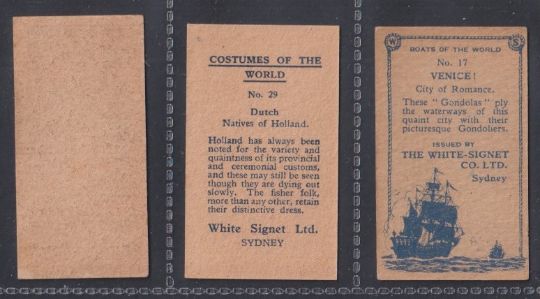 COSTUMES OF THE
WORLD
No. 29
Dutch
Natives of Holland.
Holland has always been
noted for the variety and
quaintness of its provincial
and ceremonial customs,
and these may still be seen
though they are dying out
slowly. The fisher folk,
more than any other, retain
their distinctive dress.
White Signet Ltd.
SYDNEY
W S
BOATS OF THE WORLD
No. 17
VENICE!
City of Romance.
These "Gondolas" ply
the waterways of this
quant city with their
picturesque Gondoliers.
ISSUED BY
THE WHITE-SIGNET
CO. LTD.
Sydney